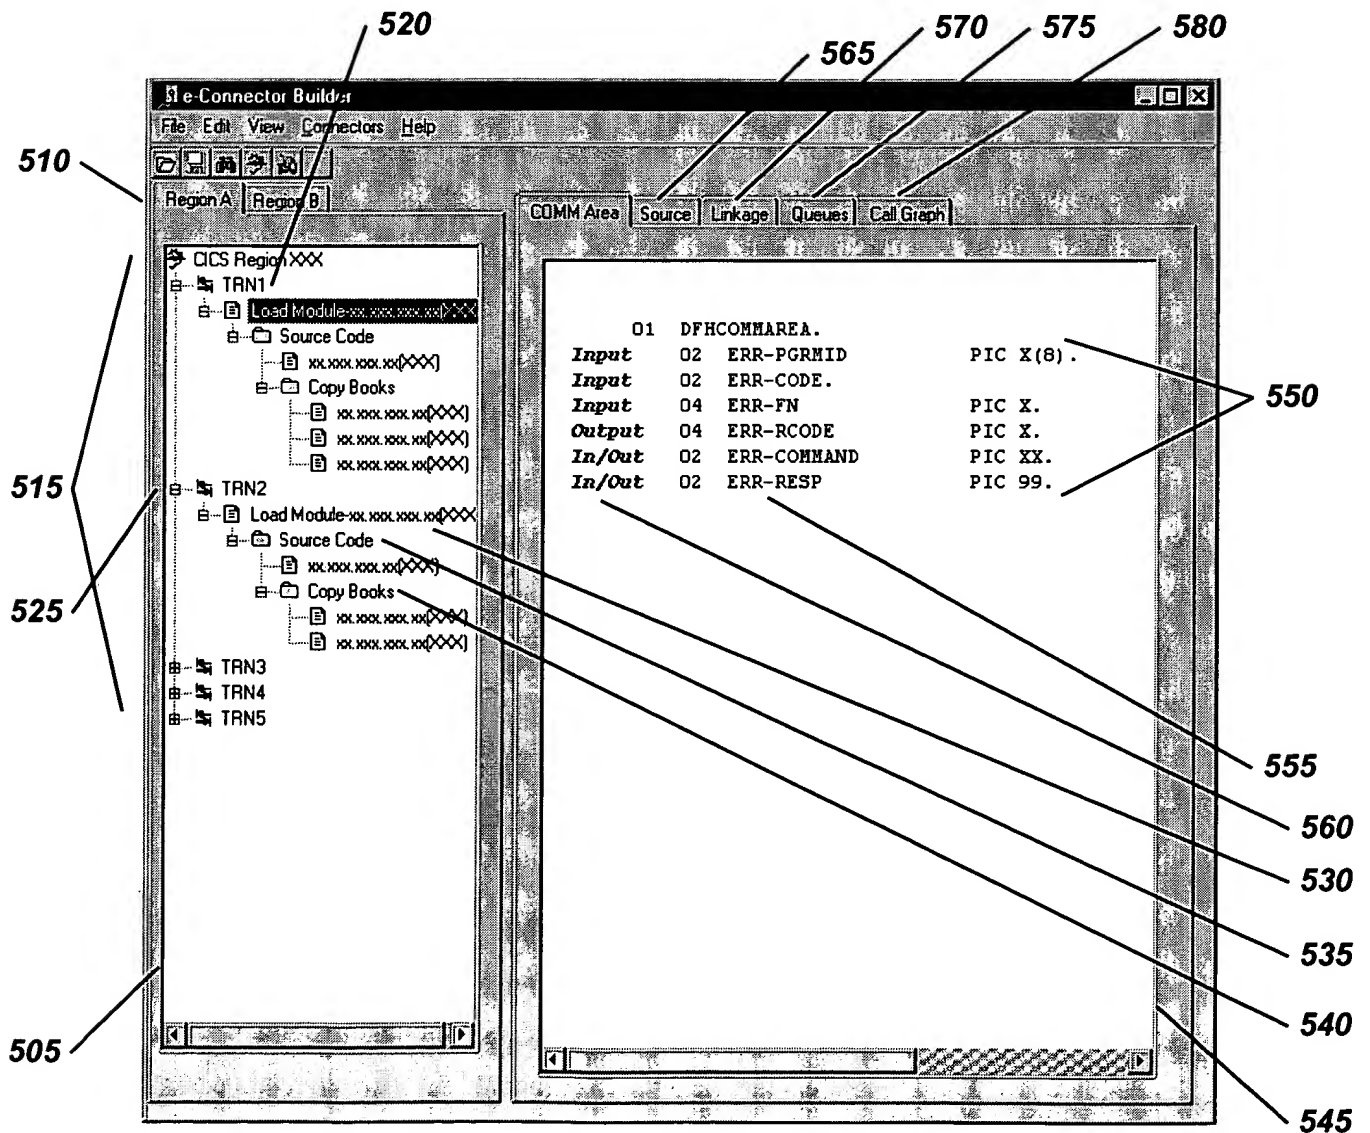 520
570
575
580
565
e-Connector Builder
File Edit View Connectors Help
510
Region A Region B
COMM Area Source Linkage Queues Call Graph
CICS Region XXX
TRN1
Load Module-xx.xxx.xxx.xx(XXX
Source Code
xx.xxx.xxx.xx(XXX)
Copy Books
xx.xxx.xxx.xx(XXX)
xx.xxx.xxx.xx(XXX)
xx.xxx.xxx.xx(XXX)
515
TRN2
Load Module-xx.xxx.xxx.xx(XXX
Source Code
xx.xxx.xxx.xx(XXX)
Copy Books
525
xx.xxx.xxx.xx(XXX)
xx.xxx.xxx.xx(XXX)
TRN3
TRN4
TRN5
505
01 DFHCOMMAREA.
Input 02 ERR-PGRMID PIC X(8).
Input 02 ERR-CODE.
Input 04 ERR-FN PIC X.
Output 04 ERR-RCODE PIC X.
In/Out 02 ERR-COMMAND PIC XX.
In/Out 02 ERR-RESP PIC 99.
550
555
560
530
535
540
545